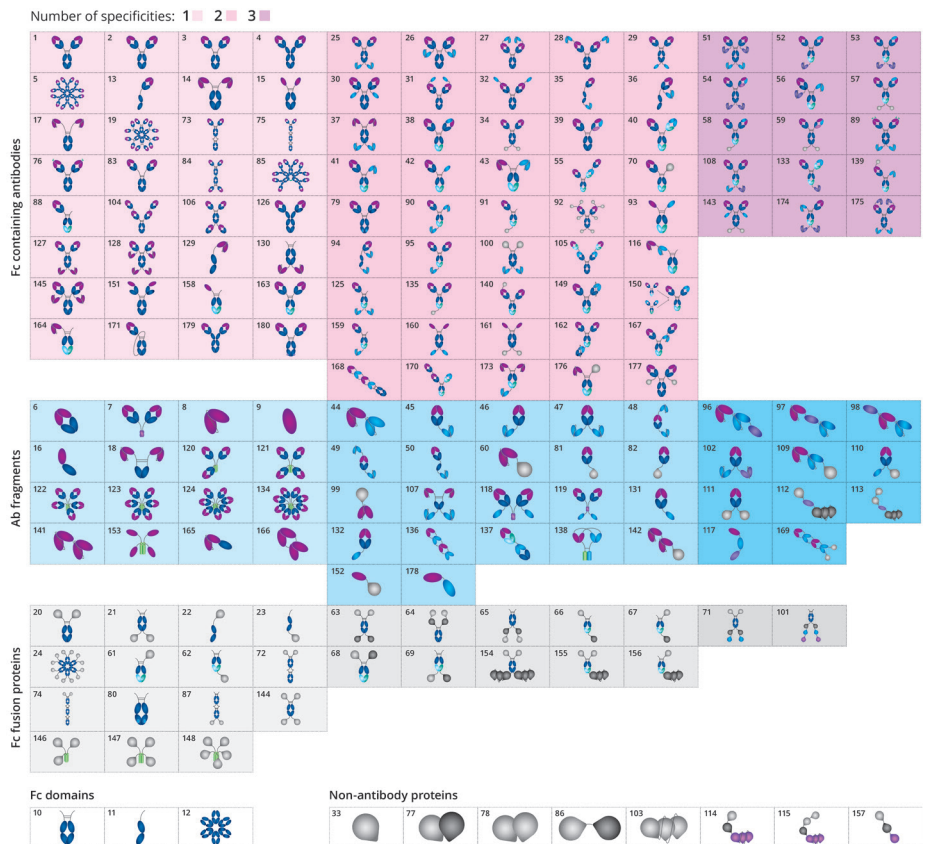 Number of specificities: 1 2 3
Fc containing antibodies
1 2 3 4 25 26 27 28 29 51 52 53
5 13 14 15 30 31 32 35 36 54 56 57
17 19 73 75 37 38 34 39 40 58 59 89
76 83 84 85 41 42 43 55 70 108 133 139
88 104 106 126 79 90 91 92 93 143 174 175
127 128 129 130 94 95 100 105 116
145 151 158 163 125 135 140 149 150
164 171 179 180 159 160 161 162 167
168 170 173 176 177
Ab fragments
6 7 8 9 44 45 46 47 48 96 97 98
16 18 120 121 49 50 60 81 82 102 109 110
122 123 124 134 99 107 118 119 131 111 112 113
141 153 165 166 132 136 137 138 142 117 169
152 178
Fc fusion proteins
20 21 22 23 63 64 65 66 67 71 101
24 61 62 72 68 69 154 155 156
74 80 87 144
146 147 148
Fc domains
10 11 12
Non-antibody proteins
33 77 78 86 103 114 115 157